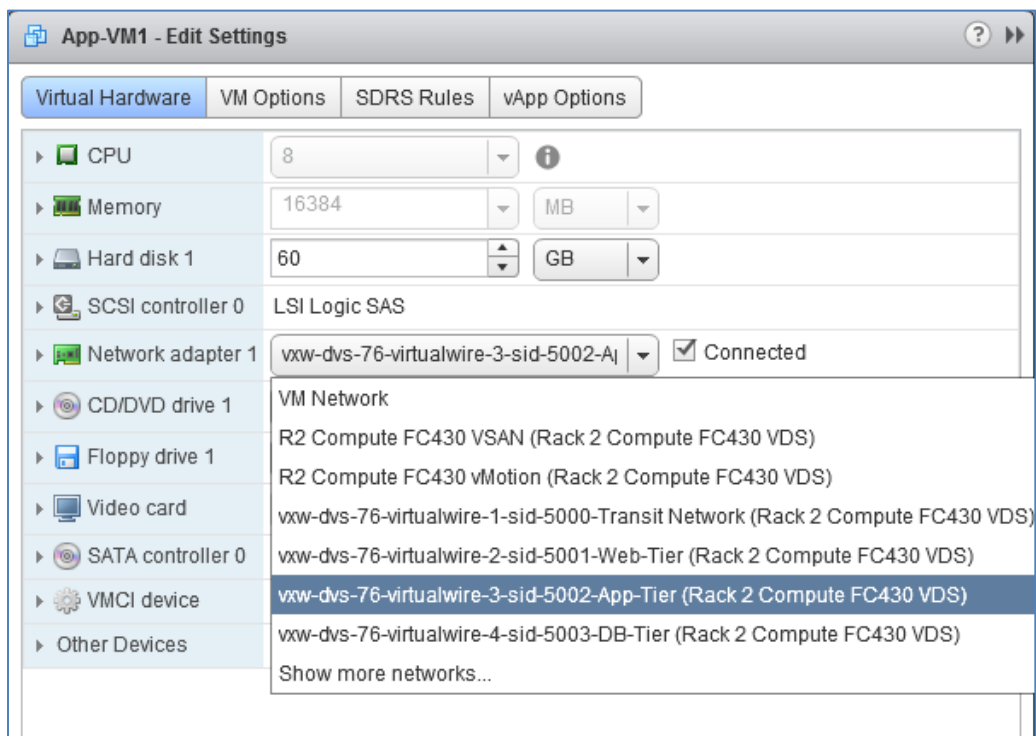 App-VM1 - Edit Settings
?
Virtual Hardware VM Options SDRS Rules vApp Options
CPU 8
Memory 16384 MB
Hard disk 1 60 GB
SCSI controller 0 LSI Logic SAS
Network adapter 1 vxw-dvs-76-virtualwire-3-sid-5002-Ap Connected
CD/DVD drive 1 VM Network
R2 Compute FC430 VSAN (Rack 2 Compute FC430 VDS)
Floppy drive 1 R2 Compute FC430 vMotion (Rack 2 Compute FC430 VDS)
Video card vxw-dvs-76-virtualwire-1-sid-5000-Transit Network (Rack 2 Compute FC430 VDS)
SATA controller 0 vxw-dvs-76-virtualwire-2-sid-5001-Web-Tier (Rack 2 Compute FC430 VDS)
VMCI device vxw-dvs-76-virtualwire-3-sid-5002-App-Tier (Rack 2 Compute FC430 VDS)
Other Devices vxw-dvs-76-virtualwire-4-sid-5003-DB-Tier (Rack 2 Compute FC430 VDS)
Show more networks...